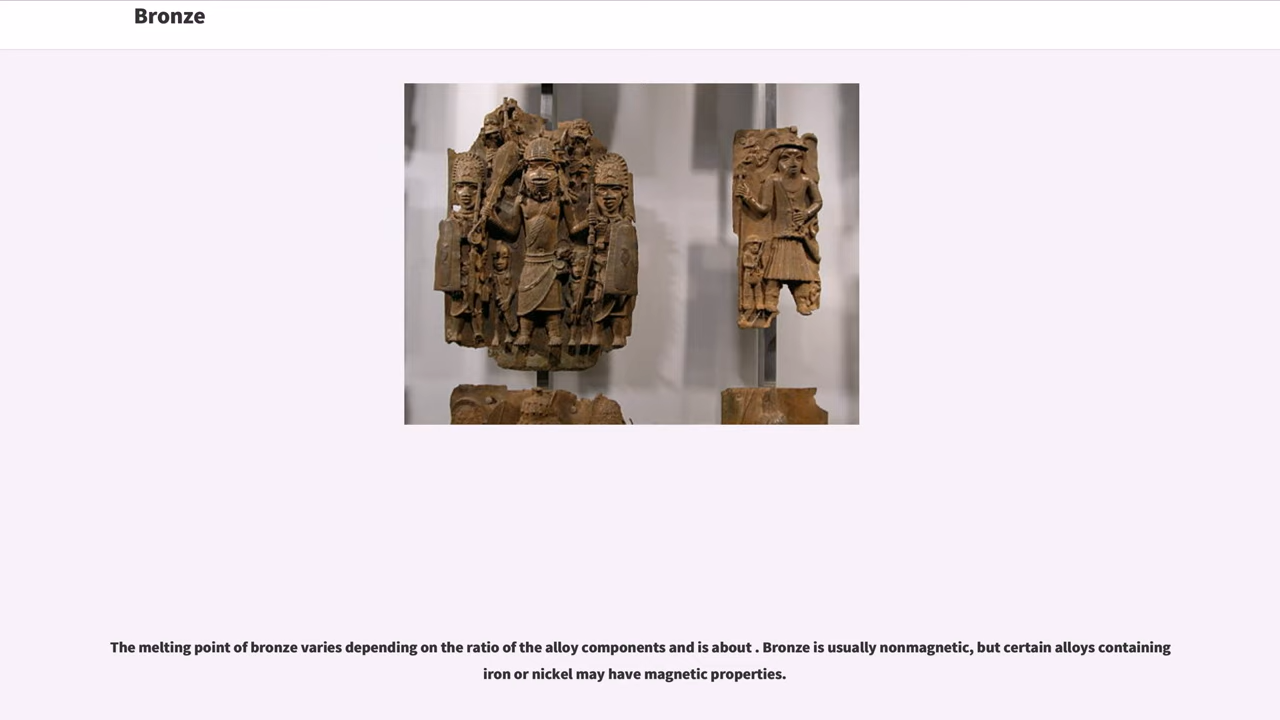 Bronze
The melting point of bronze varies depending on the ratio of the alloy components and is about . Bronze is usually nonmagnetic, but certain alloys containing
iron or nickel may have magnetic properties.